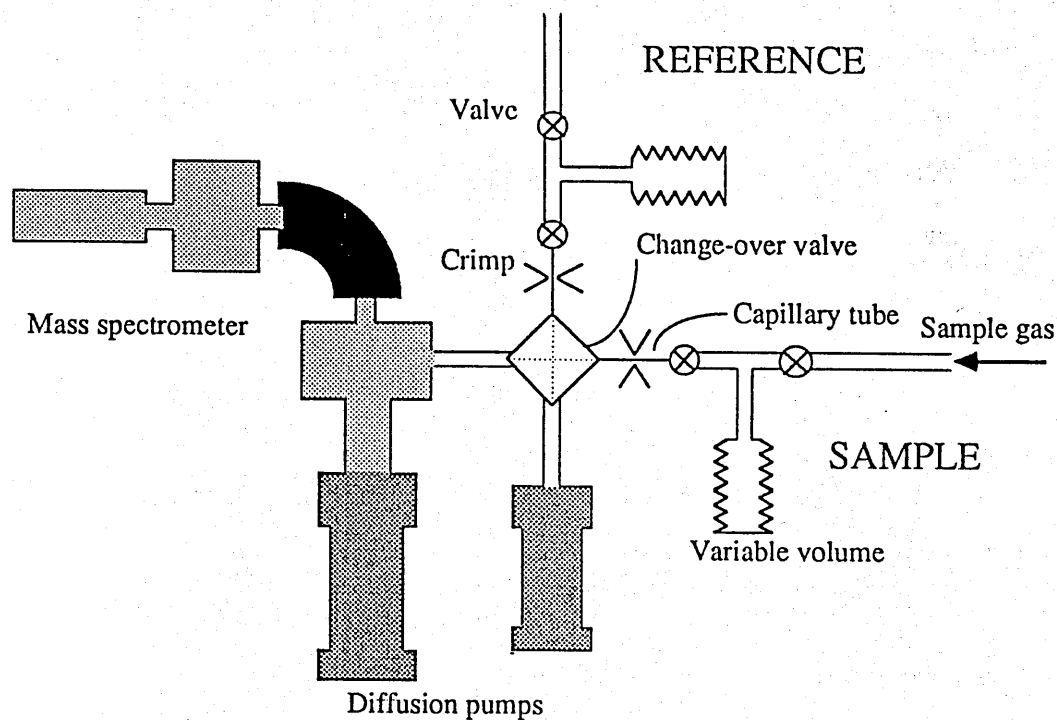 REFERENCE
Valve
Change-over valve
Crimp
Mass spectrometer
Capillary tube
Sample gas
SAMPLE
Variable volume
Diffusion pumps